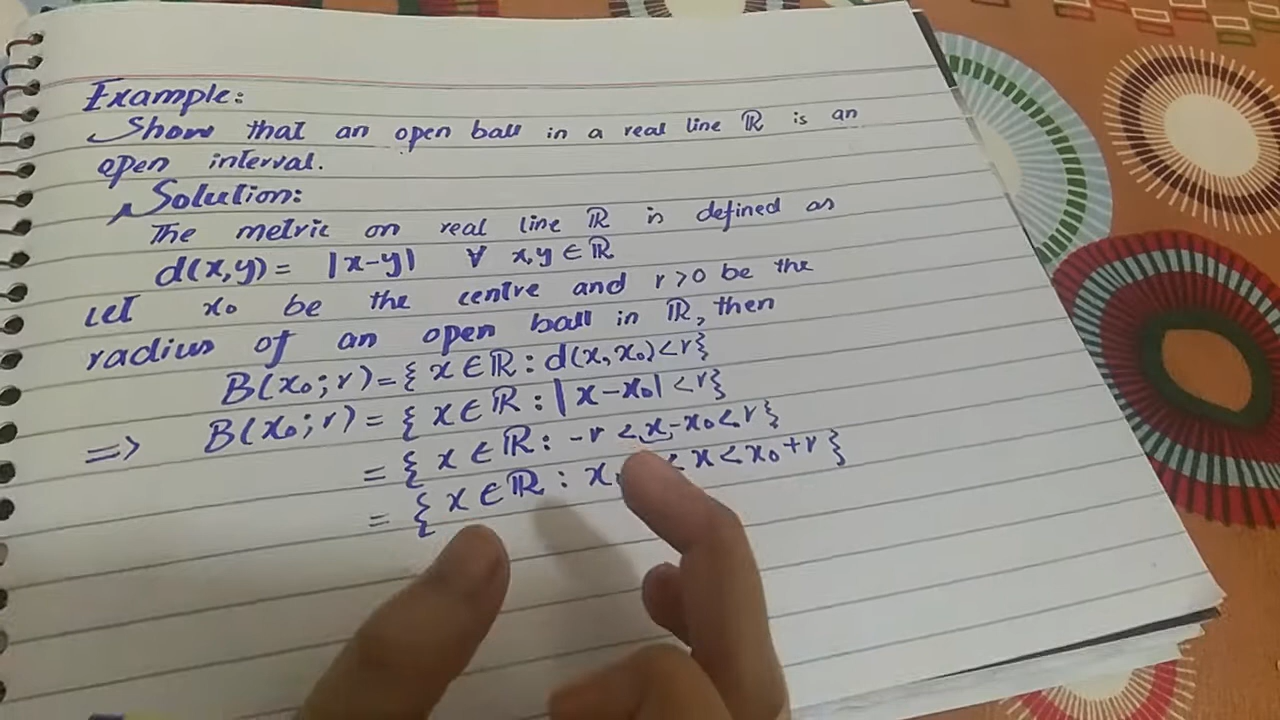 Example:
Show that an open ball in a real line ℝ is an
open interval.
Solution:
The metric on real line ℝ is defined as
d(x,y) = |x-y| ∀ x,y ∈ ℝ
Let x₀ be the centre and r>0 be the
radius of an open ball in ℝ, then
B(x₀;r) = { x ∈ ℝ : d(x,x₀) < r}
=> B(x₀;r) = { x ∈ ℝ : |x-x₀| < r}
= { x ∈ ℝ : -r < x-x₀ < r}
= { x ∈ ℝ : x < x < x₀+r }